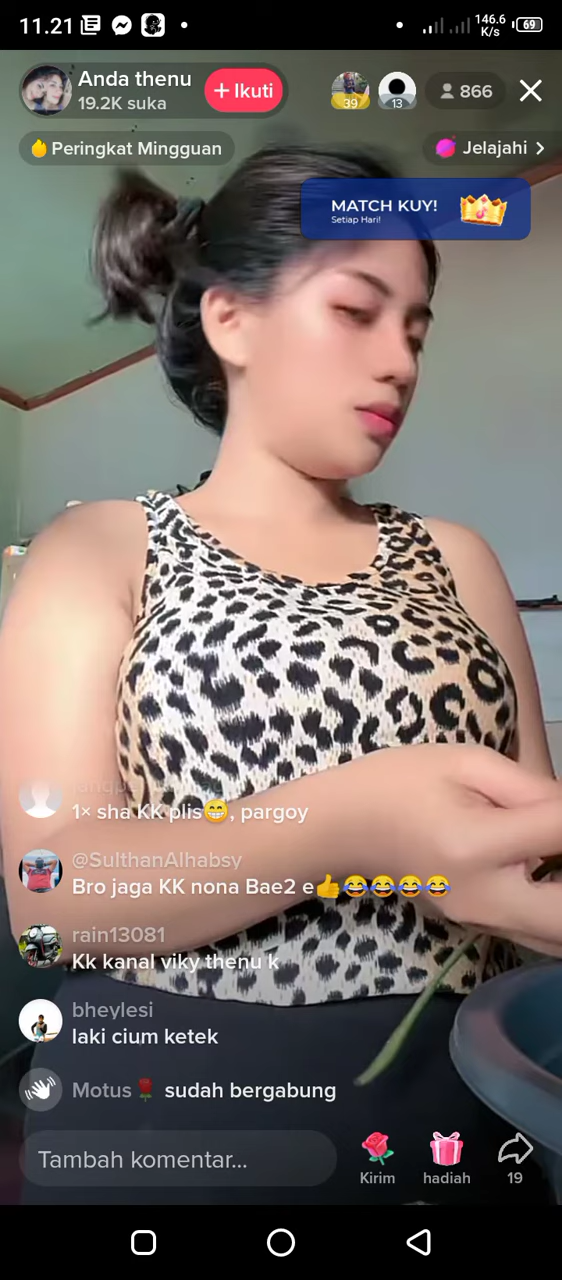 11.21
146.6
K/s
69
Anda thenu
19.2K suka
+ Ikuti
39
13
866
Peringkat Mingguan
Jelajahi
MATCH KUY!
Setiap Hari!
1× sha KK plis😁, pargoy
@SulthanAlhabsy
Bro jaga KK nona Bae2 e👍😂😂😂😂
rain13081
Kk kanal viky thenu k
bheylesi
laki cium ketek
Motus🌹 sudah bergabung
Tambah komentar...
Kirim
hadiah
19